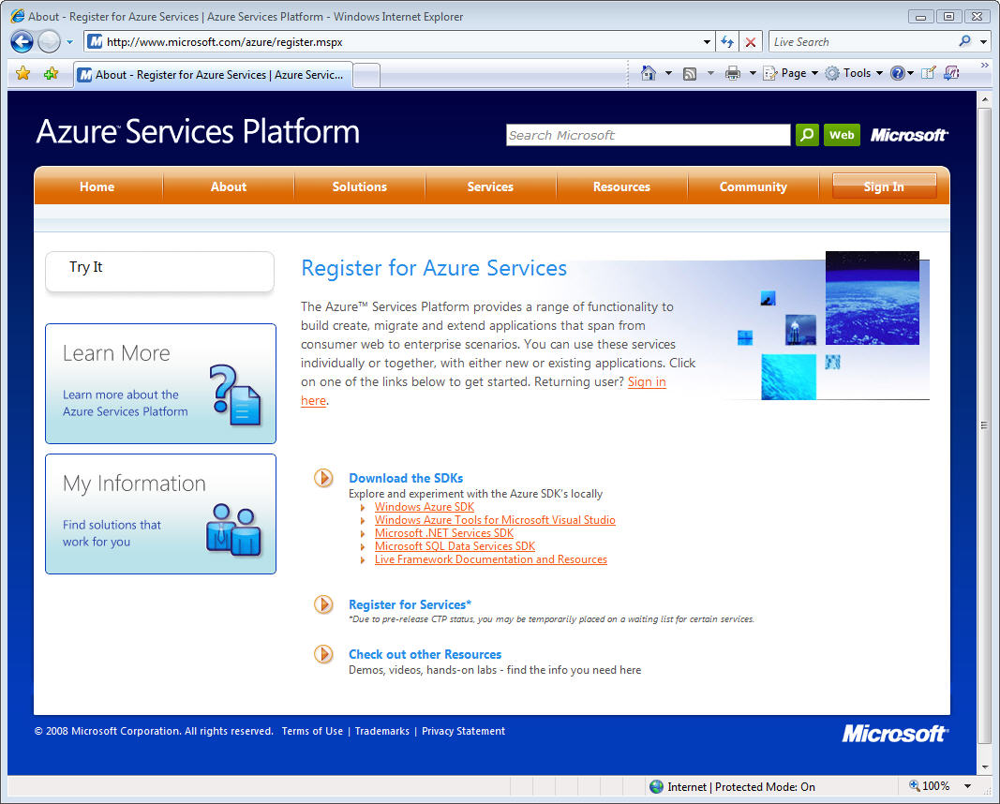 About - Register for Azure Services | Azure Services Platform - Windows Internet Explorer
http://www.microsoft.com/azure/register.mspx
Live Search
About - Register for Azure Services | Azure Servic...
Page
Tools
Azure™ Services Platform
Search Microsoft
Web
Microsoft®
Home
About
Solutions
Services
Resources
Community
Sign In
Try It
Learn More
Learn more about the
Azure Services Platform
My Information
Find solutions that
work for you
Register for Azure Services
The Azure™ Services Platform provides a range of functionality to
build create, migrate and extend applications that span from
consumer web to enterprise scenarios. You can use these services
individually or together, with either new or existing applications. Click
on one of the links below to get started. Returning user? Sign in
here.
Download the SDKs
Explore and experiment with the Azure SDK's locally
Windows Azure SDK
Windows Azure Tools for Microsoft Visual Studio
Microsoft .NET Services SDK
Microsoft SQL Data Services SDK
Live Framework Documentation and Resources
Register for Services*
*Due to pre-release CTP status, you may be temporarily placed on a waiting list for certain services.
Check out other Resources
Demos, videos, hands-on labs - find the info you need here
© 2008 Microsoft Corporation. All rights reserved. Terms of Use | Trademarks | Privacy Statement
Microsoft®
Internet | Protected Mode: On
100%